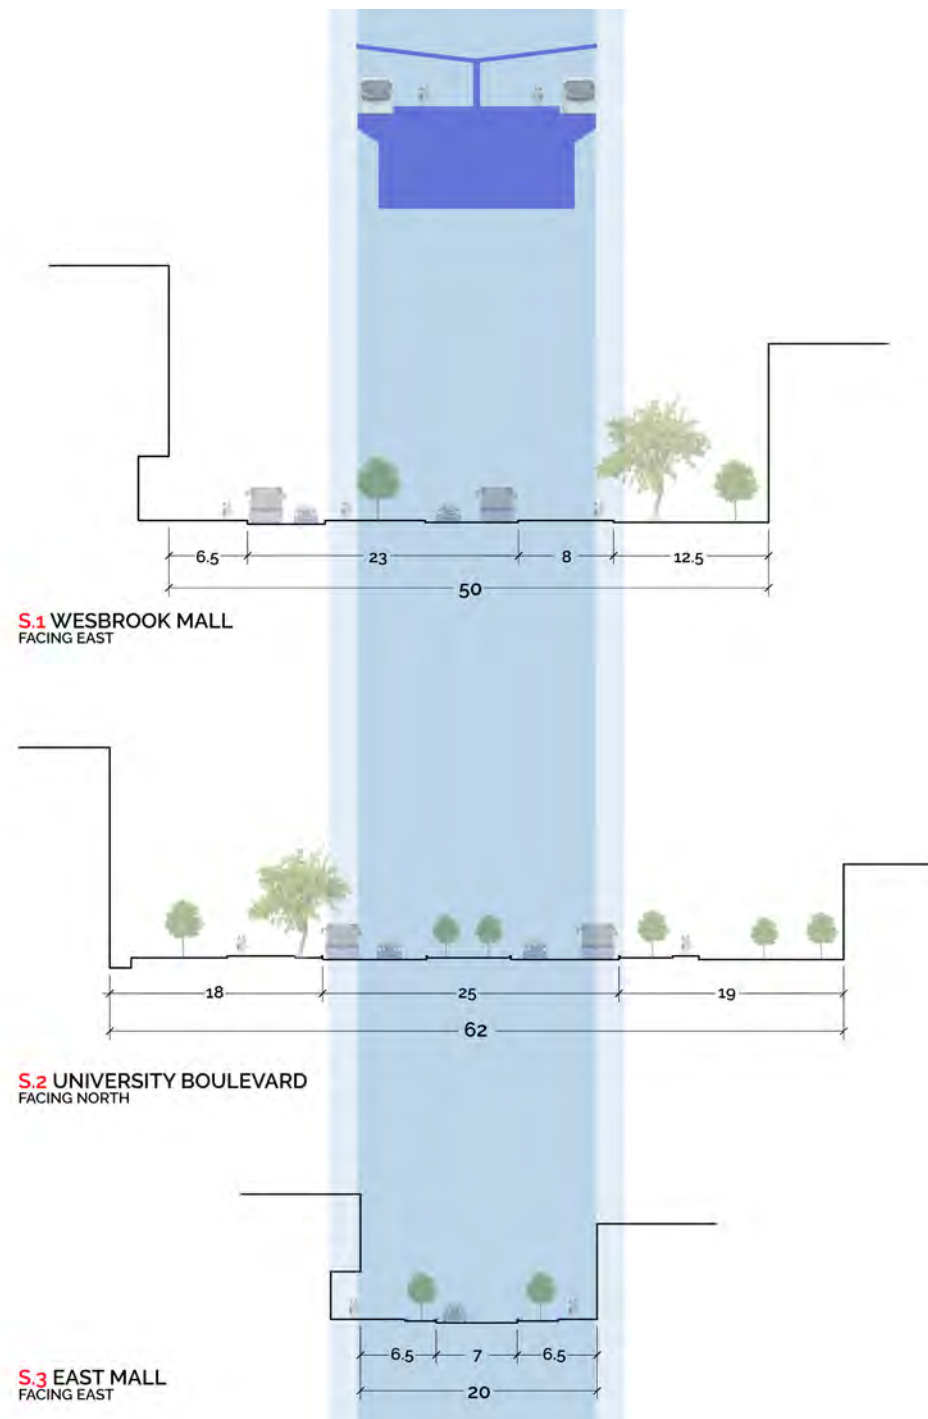 6.5 23 8 12.5
50
S.1 WESBROOK MALL
FACING EAST
18 25 19
62
S.2 UNIVERSITY BOULEVARD
FACING NORTH
6.5 7 6.5
20
S.3 EAST MALL
FACING EAST